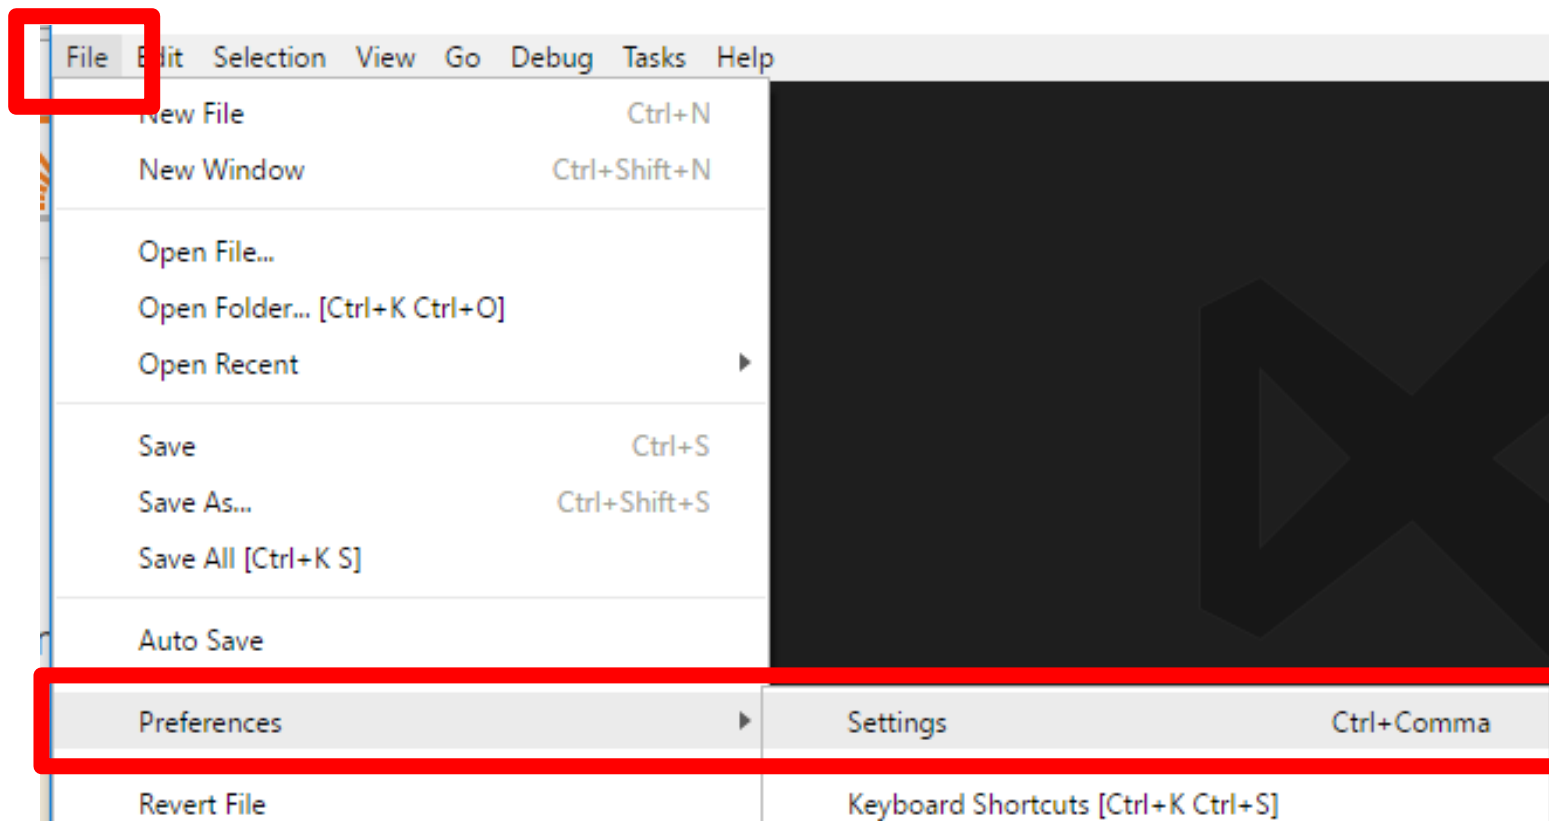 File Edit Selection View Go Debug Tasks Help
New File Ctrl+N
New Window Ctrl+Shift+N
Open File...
Open Folder... [Ctrl+K Ctrl+O]
Open Recent
Save Ctrl+S
Save As... Ctrl+Shift+S
Save All [Ctrl+K S]
Auto Save
Preferences Settings Ctrl+Comma
Revert File Keyboard Shortcuts [Ctrl+K Ctrl+S]